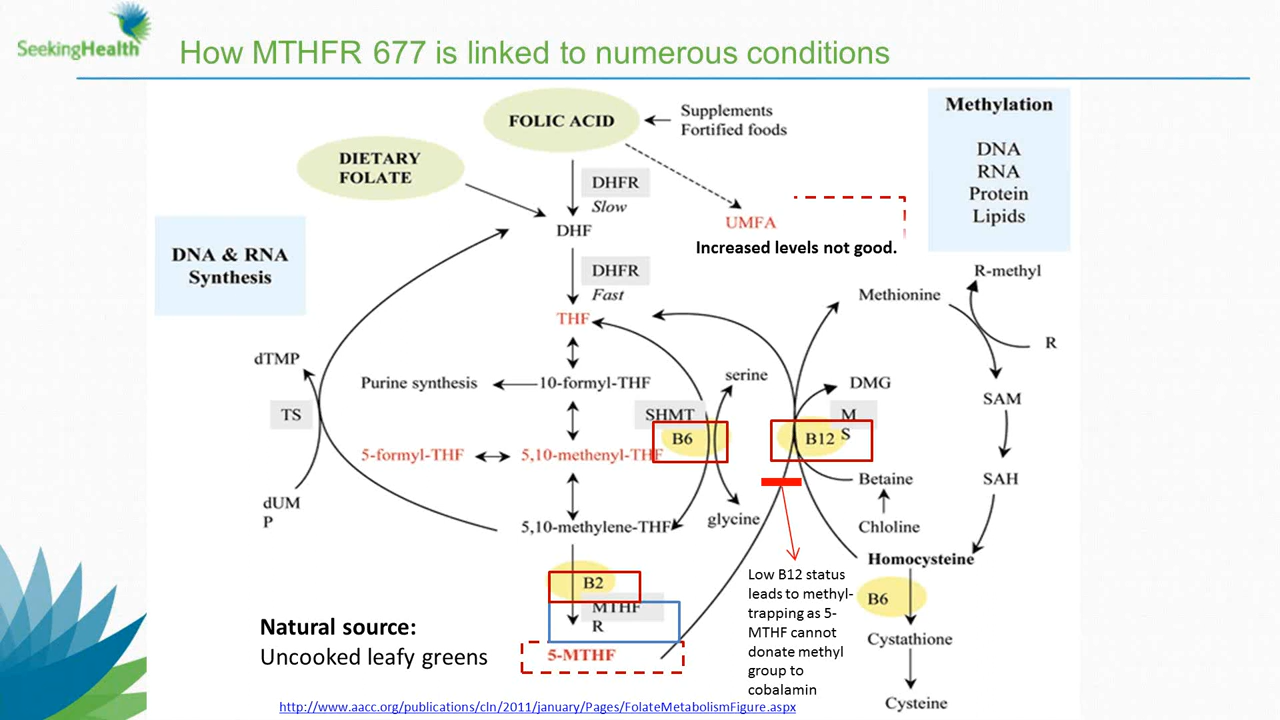 SeekingHealth
How MTHFR 677 is linked to numerous conditions
FOLIC ACID
Supplements
Fortified foods
DIETARY
FOLATE
DHFR
Slow
DHF
UMFA
Increased levels not good.
Methylation
DNA
RNA
Protein
Lipids
DNA & RNA
Synthesis
DHFR
Fast
THF
Methionine
R-methyl
R
dTMP
Purine synthesis
10-formyl-THF
serine
DMG
SAM
TS
SHMT
B6
M
S
B12
5-formyl-THF
5,10-methenyl-THF
Betaine
SAH
dUM
P
5,10-methylene-THF
glycine
Chloline
Homocysteine
B2
MTHF
R
Low B12 status
leads to methyl-
trapping as 5-
MTHF cannot
donate methyl
group to
cobalamin
B6
Natural source:
Uncooked leafy greens
5-MTHF
Cystathione
Cysteine
http://www.aacc.org/publications/cln/2011/january/Pages/FolateMetabolismFigure.aspx